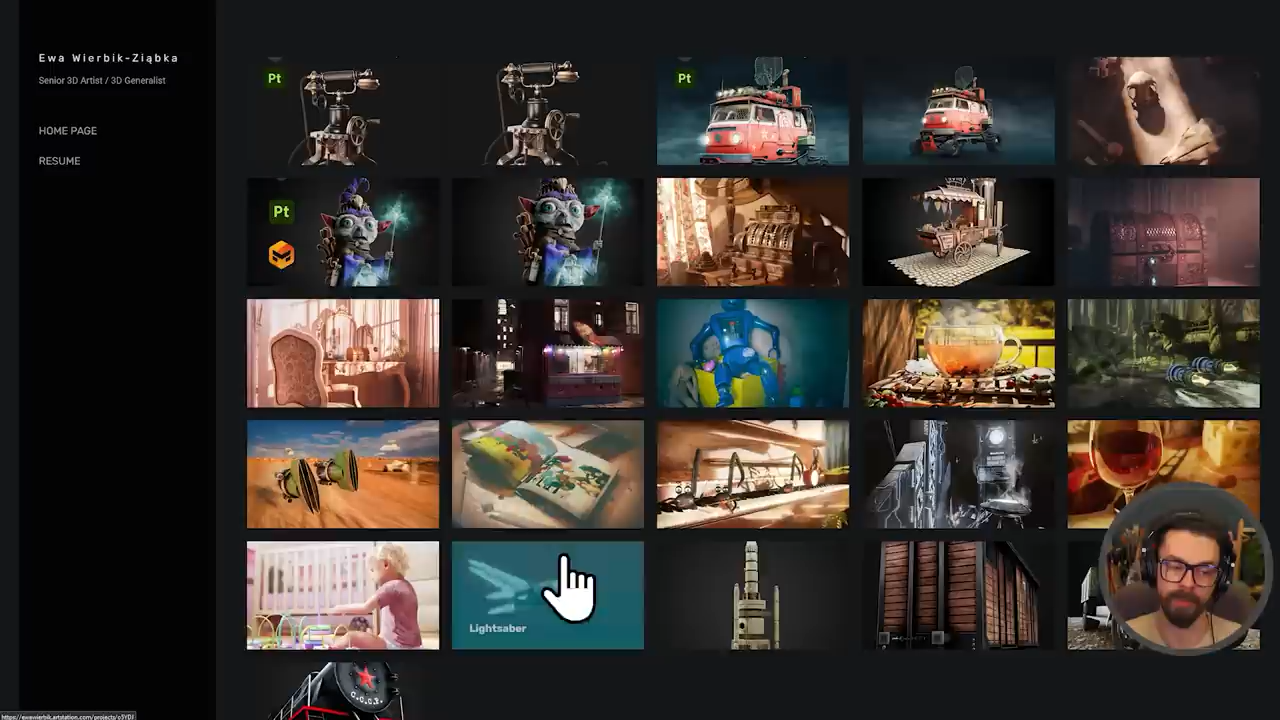 Ewa Wierbik-Ziąbka
Senior 3D Artist / 3D Generalist
HOME PAGE
RESUME
Pt
Pt
Pt
Lightsaber
C.C.C.P.